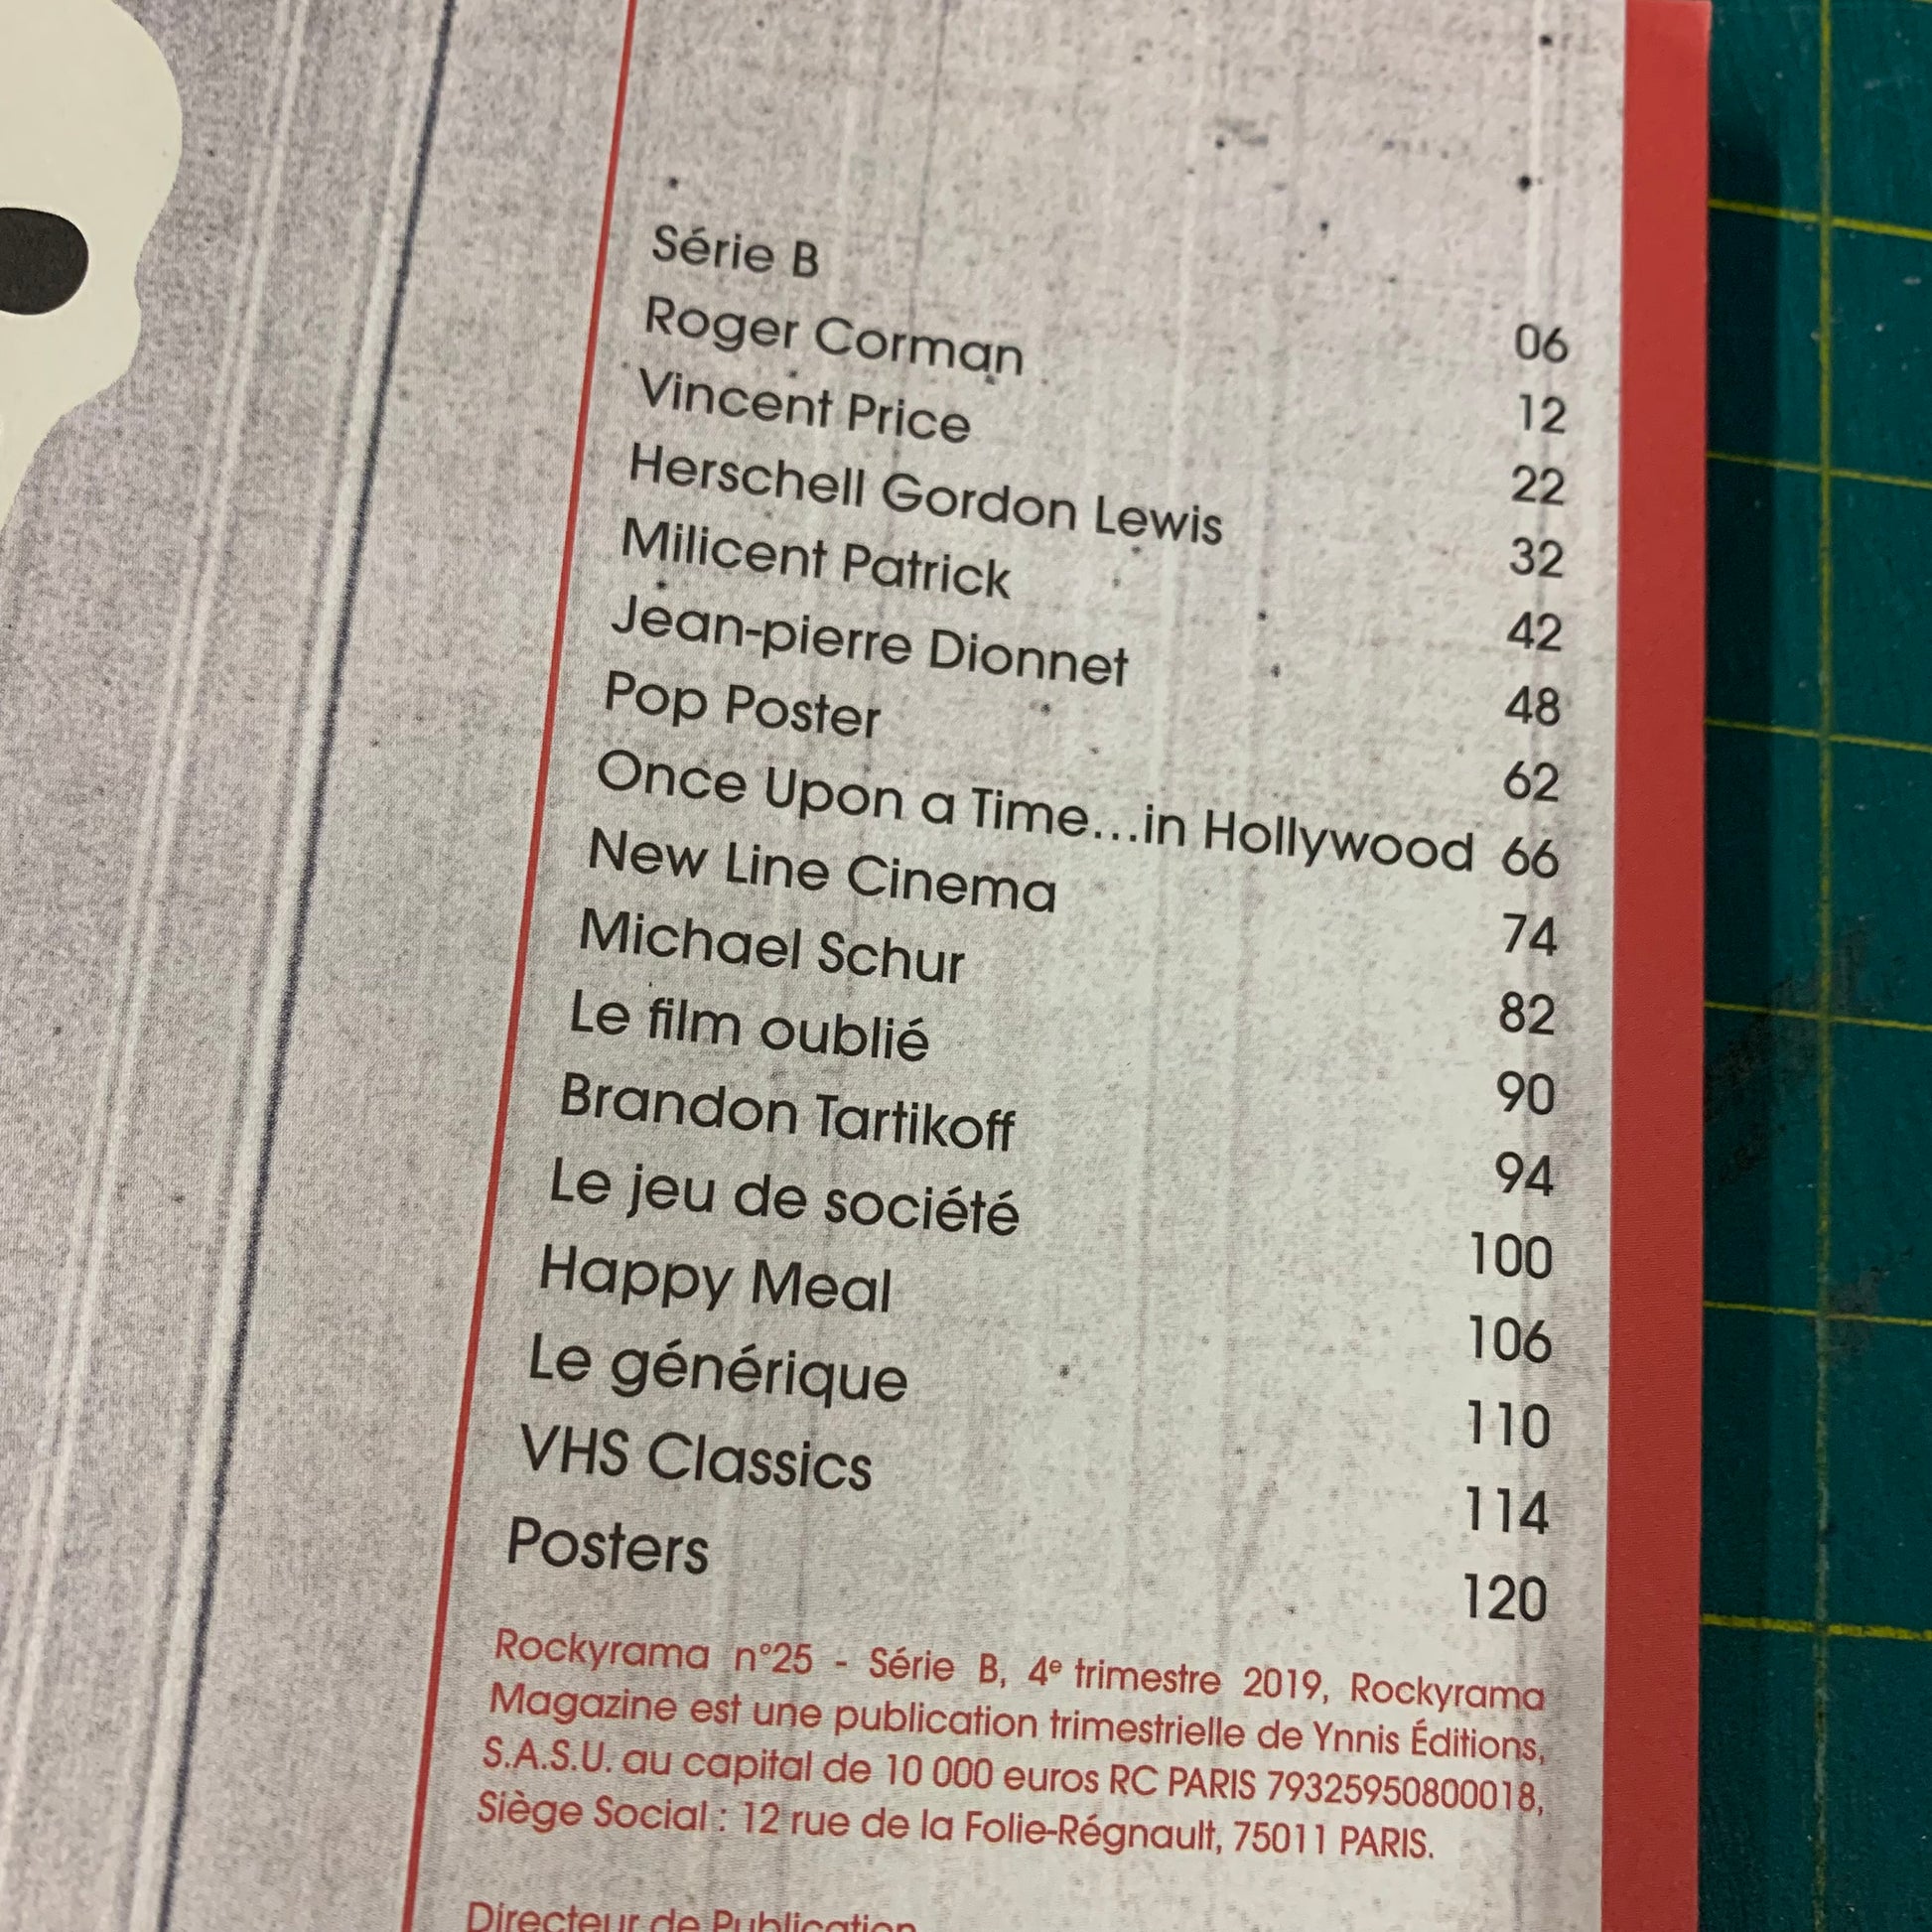 Série B 06
Roger Corman 12
Vincent Price 22
Herschell Gordon Lewis 32
Milicent Patrick 42
Jean-pierre Dionnet 48
Pop Poster 62
Once Upon a Time...in Hollywood 66
New Line Cinema 74
Michael Schur 82
Le film oublié 90
Brandon Tartikoff 94
Le jeu de société 100
Happy Meal 106
Le générique 110
VHS Classics 114
Posters 120
Rockyrama n°25 - Série B, 4e trimestre 2019, Rockyrama
Magazine est une publication trimestrielle de Ynnis Éditions,
S.A.S.U. au capital de 10 000 euros RC PARIS 79325950800018,
Siège Social : 12 rue de la Folie-Régnault, 75011 PARIS.
Directeur de Publication